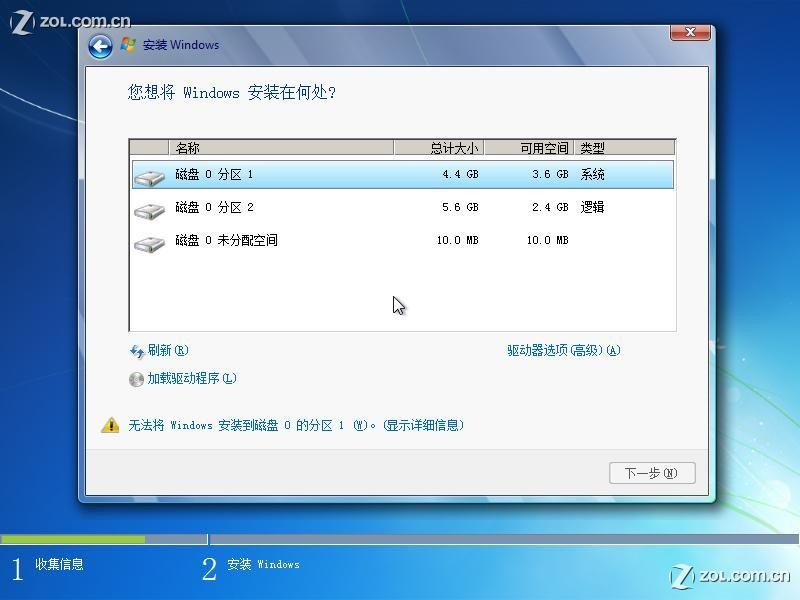 ZOL.COM.CN
安装 Windows
您想将 Windows 安装在何处?
名称 总计大小 可用空间 类型
磁盘 0 分区 1 4.4 GB 3.6 GB 系统
磁盘 0 分区 2 5.6 GB 2.4 GB 逻辑
磁盘 0 未分配空间 10.0 MB 10.0 MB
刷新(R) 驱动器选项(高级)(A)
加载驱动程序(L)
无法将 Windows 安装到磁盘 0 的分区 1 (W)。(显示详细信息)
下一步(N)
1 收集信息 2 安装 Windows
ZOL.COM.CN